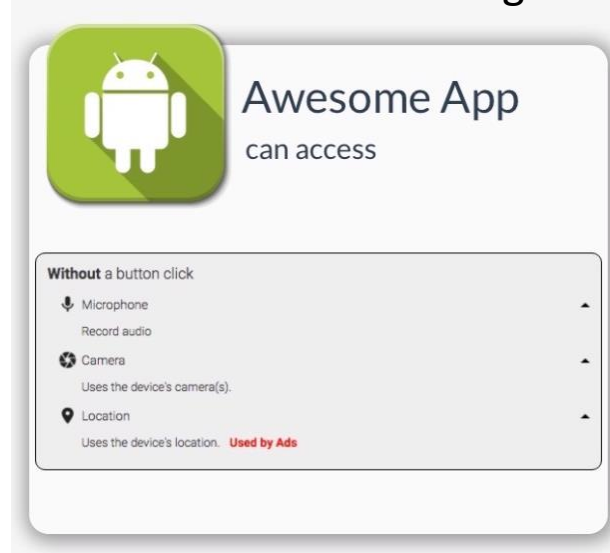 Awesome App
can access
Without a button click
Microphone
Record audio
Camera
Uses the device's camera(s).
Location
Uses the device's location. Used by Ads